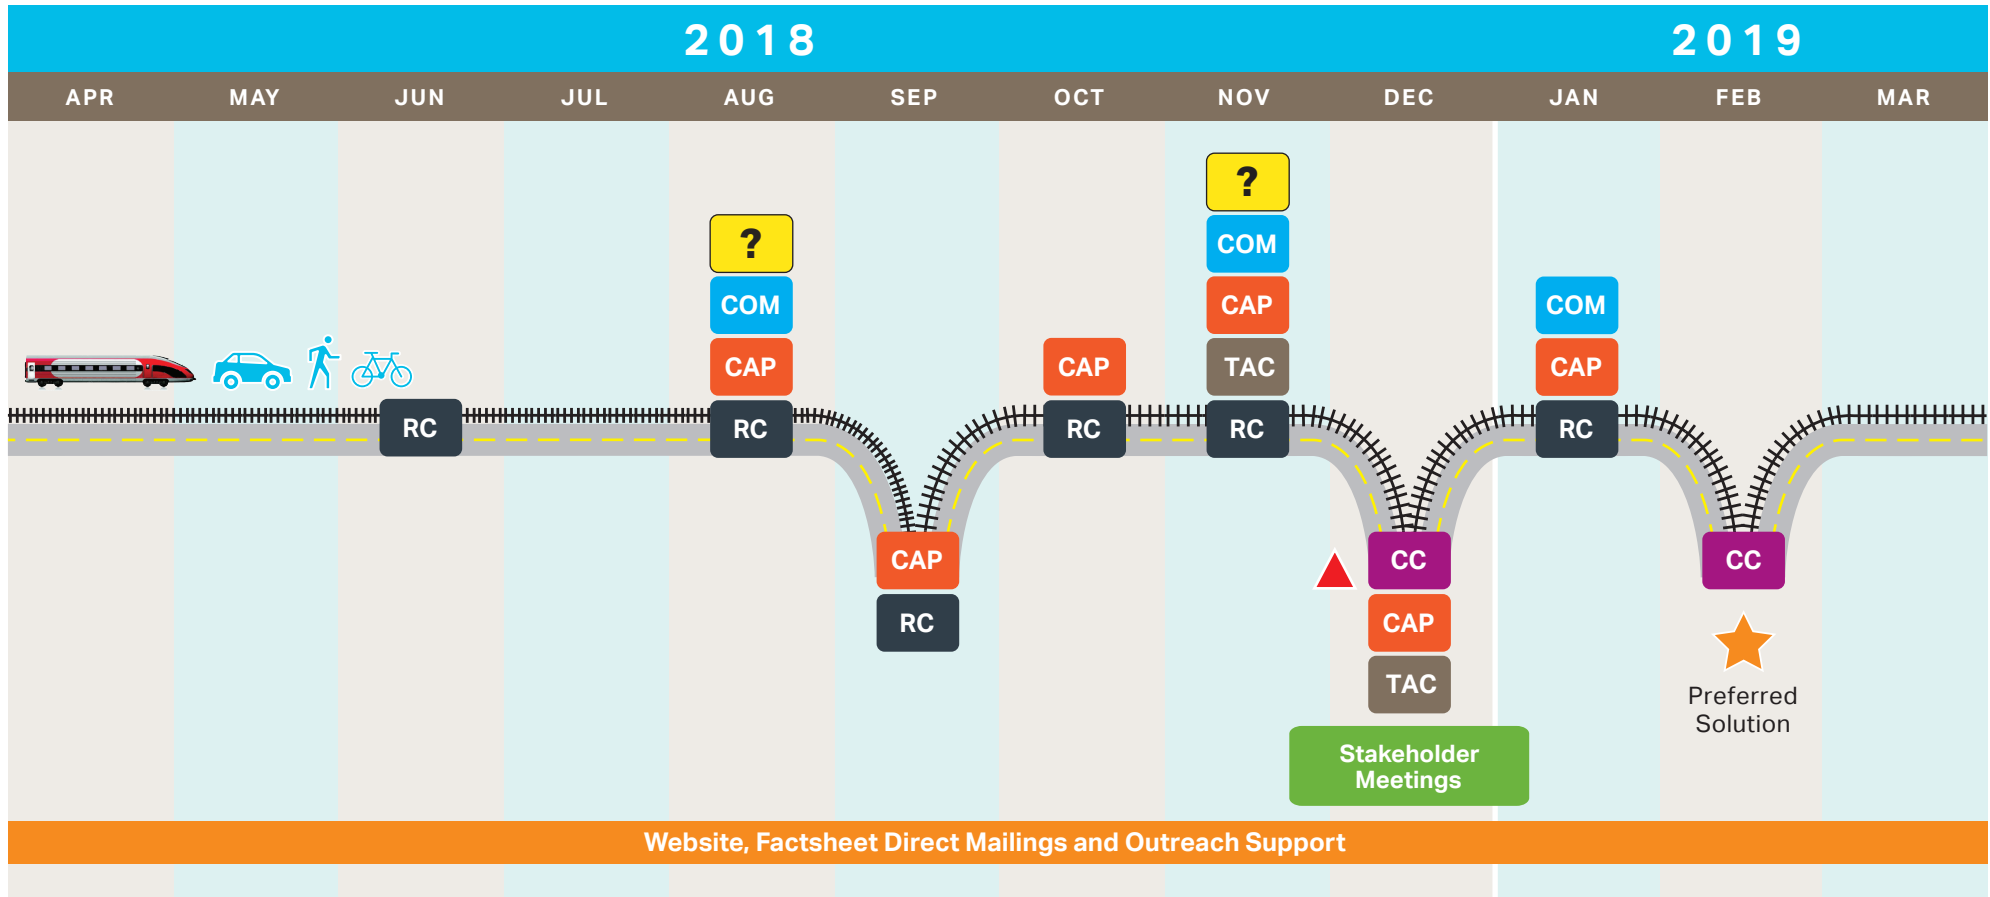 2018 2019
APR MAY JUN JUL AUG SEP OCT NOV DEC JAN FEB MAR
?
?
COM
COM
COM
CAP
CAP
CAP
TAC
CAP
RC
RC
RC
RC
RC
CAP
CC
CC
RC
CAP
TAC
Preferred
Solution
Stakeholder
Meetings
Website, Factsheet Direct Mailings and Outreach Support